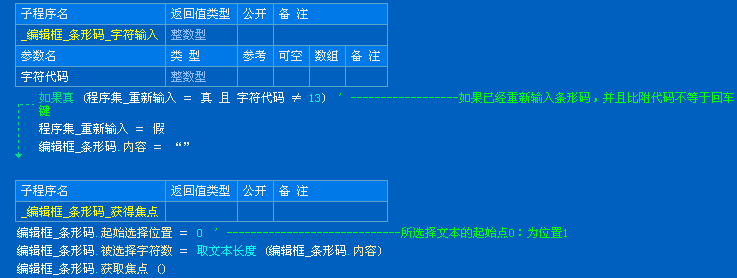 子程序名 返回值类型 公开 备 注
_编辑框_条形码_字符输入 整数型
参数名 类 型 参考 可空 数组 备 注
字符代码 整数型
如果真 (程序集_重新输入 = 真 且 字符代码 ≠ 13) ' ------------------如果已经重新输入条形码，并且比附代码不等于回车
键
程序集_重新输入 = 假
编辑框_条形码.内容 = “”
子程序名 返回值类型 公开 备 注
_编辑框_条形码_获得焦点
编辑框_条形码.起始选择位置 = 0 ' -----------------------------所选择文本的起始点0：为位置1
编辑框_条形码.被选择字符数 = 取文本长度 (编辑框_条形码.内容)
编辑框_条形码.获取焦点 ()